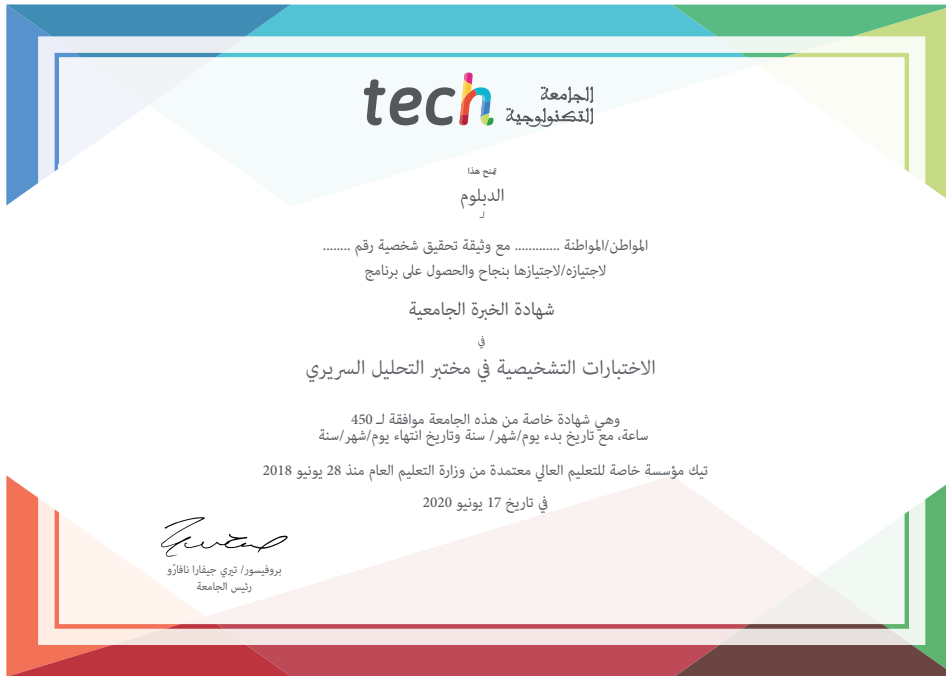 tech الجامعة
التكنولوجية
يمنح هذا
الدبلوم
لـ
المواطن/المواطنة ............ مع وثيقة تحقيق شخصية رقم ........
لاجتيازه/لاجتيازها بنجاح والحصول على برنامج
شهادة الخبرة الجامعية
في
الاختبارات التشخيصية في مختبر التحليل السريري
وهي شهادة خاصة من هذه الجامعة موافقة لـ 450
ساعة، مع تاريخ بدء يوم/شهر/ سنة وتاريخ انتهاء يوم/شهر/سنة
تيك مؤسسة خاصة للتعليم العالي معتمدة من وزارة التعليم العام منذ 28 يونيو 2018
في تاريخ 17 يونيو 2020
بروفيسور/ تيري جيفارا نافارّو
رئيس الجامعة